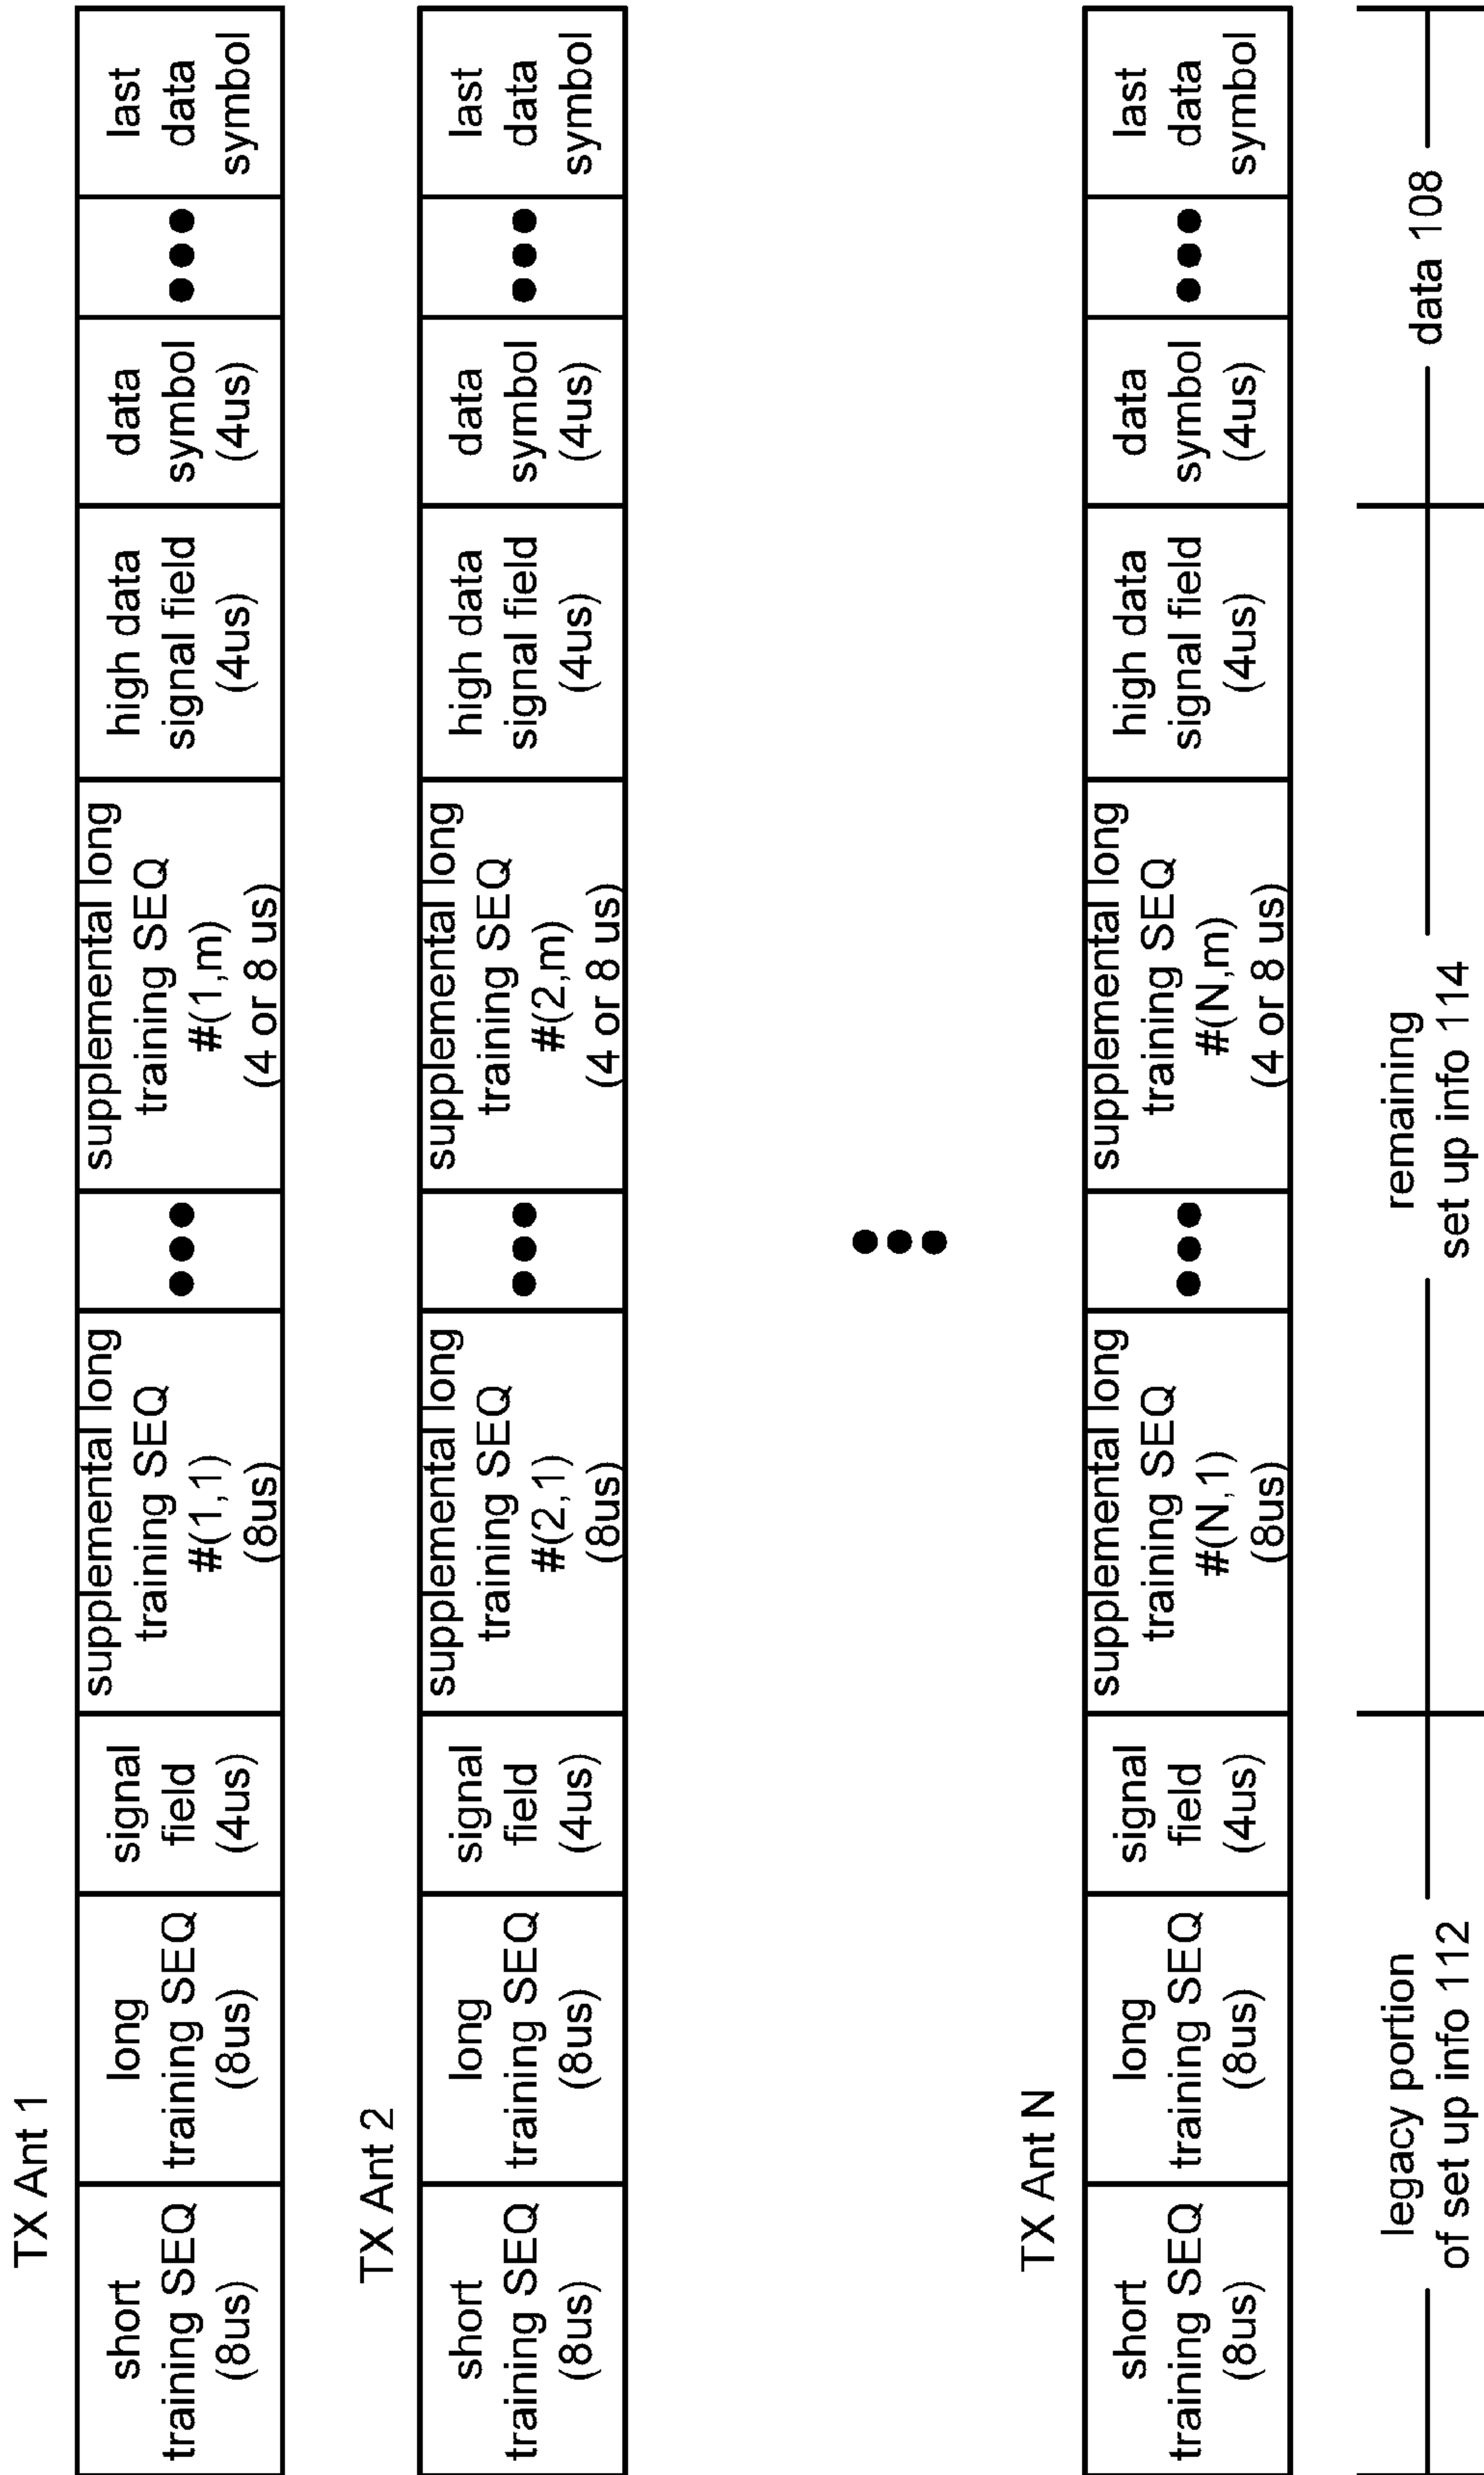 TX Ant 1
short
training SEQ
(8us)
long
training SEQ
(8us)
signal
field
(4us)
supplemental long
training SEQ
#(1,1)
(8us)
supplemental long
training SEQ
#(1,m)
(4 or 8 us)
high data
signal field
(4us)
data
symbol
(4us)
last
data
symbol
TX Ant 2
short
training SEQ
(8us)
long
training SEQ
(8us)
signal
field
(4us)
supplemental long
training SEQ
#(2,1)
(8us)
supplemental long
training SEQ
#(2,m)
(4 or 8 us)
high data
signal field
(4us)
data
symbol
(4us)
last
data
symbol
TX Ant N
short
training SEQ
(8us)
long
training SEQ
(8us)
signal
field
(4us)
supplemental long
training SEQ
#(N,1)
(8us)
supplemental long
training SEQ
#(N,m)
(4 or 8 us)
high data
signal field
(4us)
data
symbol
(4us)
last
data
symbol
legacy portion
of set up info 112
remaining
set up info 114
data 108